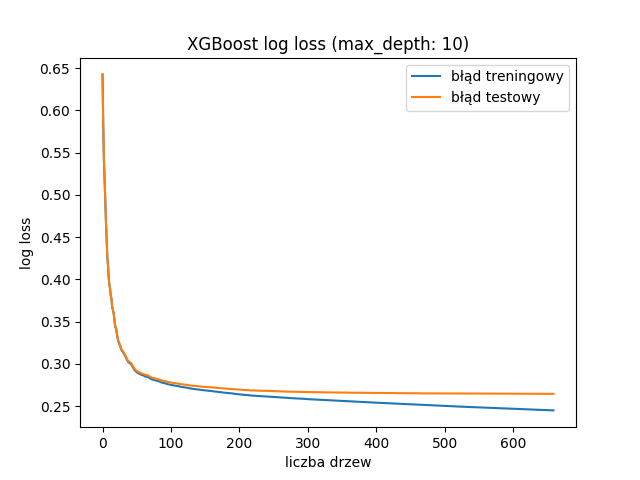 XGBoost log loss (max_depth: 10)
błąd treningowy
błąd testowy
log loss
0.65
0.60
0.55
0.50
0.45
0.40
0.35
0.30
0.25
0 100 200 300 400 500 600
liczba drzew